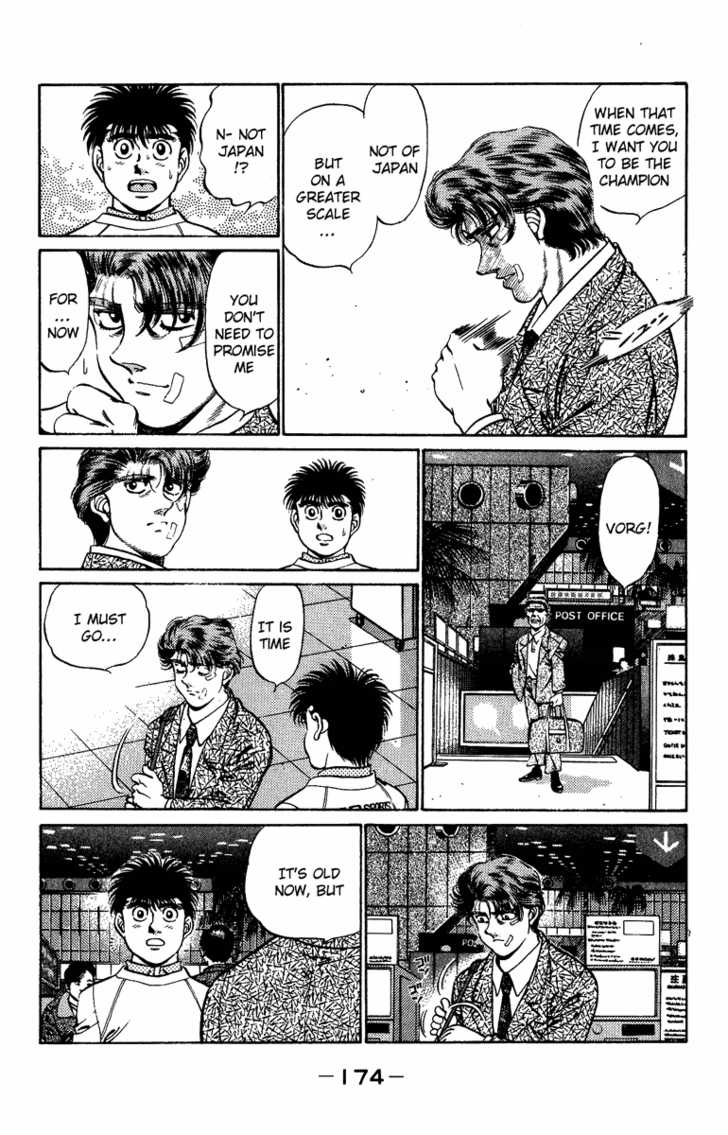 WHEN THAT
TIME COMES,
I WANT YOU
TO BE THE
CHAMPION
NOT OF
JAPAN
BUT
ON A
GREATER
SCALE
...
N- NOT
JAPAN
!?
YOU
DON'T
NEED TO
PROMISE
ME
FOR
...
NOW
VORG!
POST OFFICE
IT IS
TIME
I MUST
GO...
SPORTS
PO
IT'S OLD
NOW, BUT
-174-